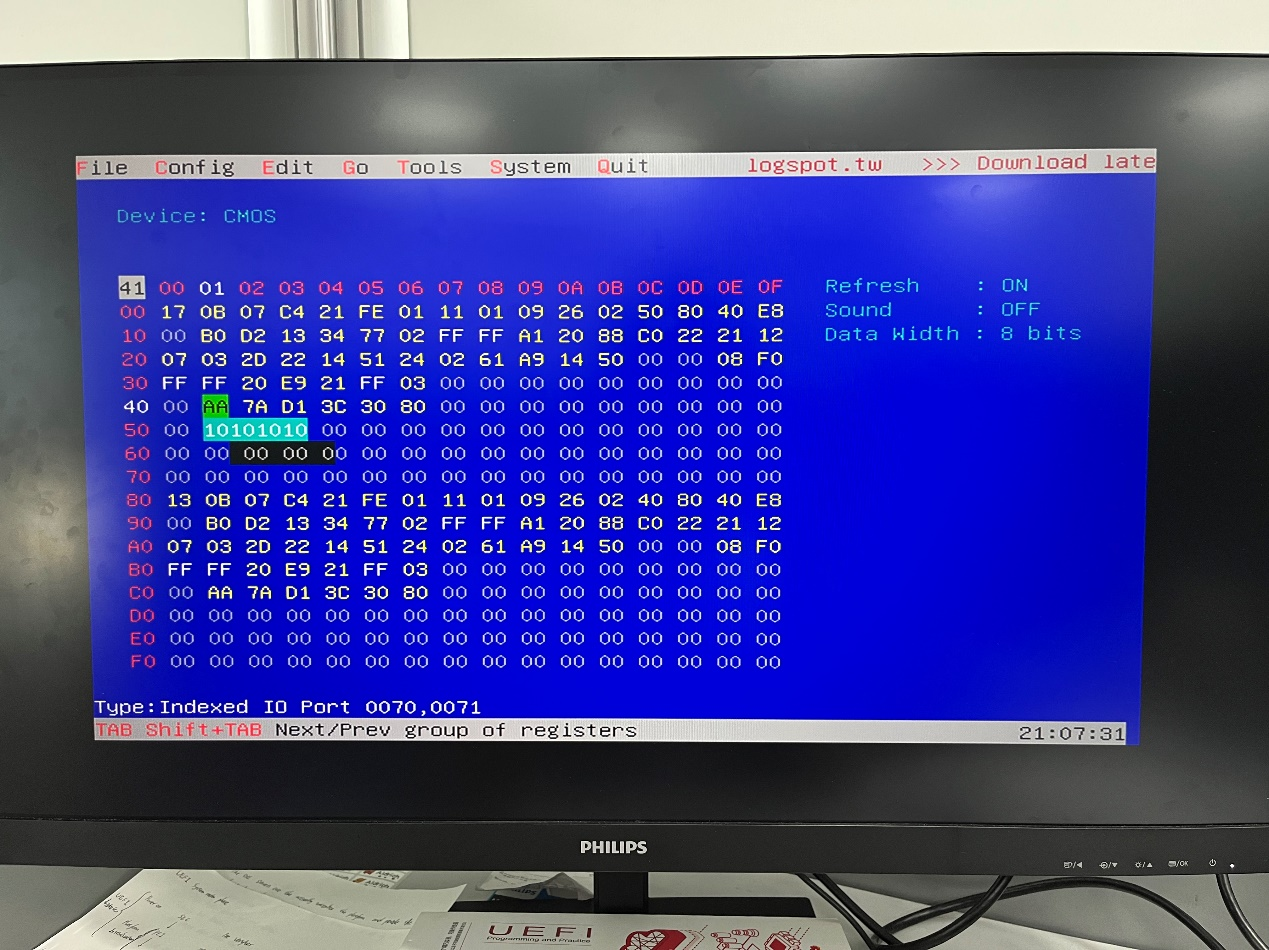 File Config Edit Go Tools System Quit logspot.tw >>> Download late
Device: CMOS
41 00 01 02 03 04 05 06 07 08 09 0A 0B 0C 0D 0E 0F
Refresh : ON
00 17 0B 07 C4 21 FE 01 11 01 09 26 02 50 80 40 E8
Sound : OFF
10 00 B0 D2 13 34 77 02 FF FF A1 20 88 C0 22 21 12
Data Width : 8 bits
20 07 03 2D 22 14 51 24 02 61 A9 14 50 00 00 08 F0
30 FF FF 20 E9 21 FF 03 00 00 00 00 00 00 00 00 00
40 00 AA 7A D1 3C 30 80 00 00 00 00 00 00 00 00 00
50 00 10101010 00 00 00 00 00 00 00 00 00 00 00 00
60 00 00 00 00 00 00 00 00 00 00 00 00 00 00 00 00
70 00 00 00 00 00 00 00 00 00 00 00 00 00 00 00 00
80 13 0B 07 C4 21 FE 01 11 01 09 26 02 40 80 40 E8
90 00 B0 D2 13 34 77 02 FF FF A1 20 88 C0 22 21 12
A0 07 03 2D 22 14 51 24 02 61 A9 14 50 00 00 08 F0
B0 FF FF 20 E9 21 FF 03 00 00 00 00 00 00 00 00 00
C0 00 AA 7A D1 3C 30 80 00 00 00 00 00 00 00 00 00
D0 00 00 00 00 00 00 00 00 00 00 00 00 00 00 00 00
E0 00 00 00 00 00 00 00 00 00 00 00 00 00 00 00 00
F0 00 00 00 00 00 00 00 00 00 00 00 00 00 00 00 00
Type:Indexed IO Port 0070,0071
TAB Shift+TAB Next/Prev group of registers 21:07:31
PHILIPS
UEFI
Programming and Practice